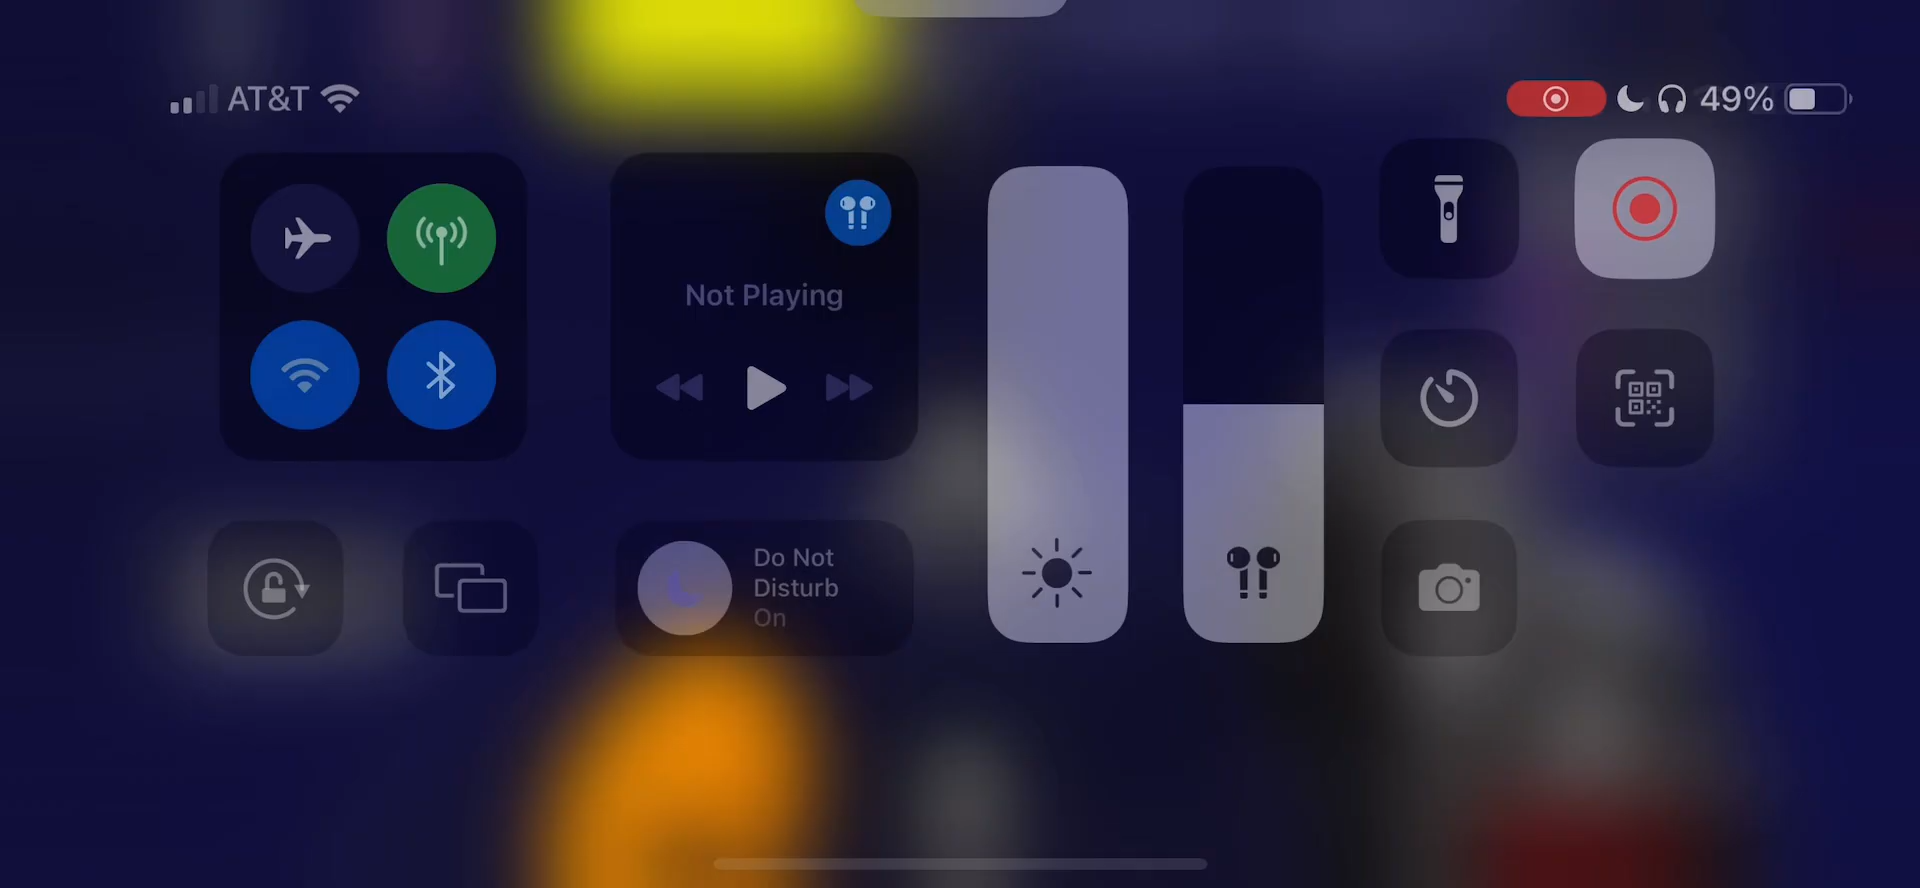 AT&T
49%
Not Playing
Do Not
Disturb
On